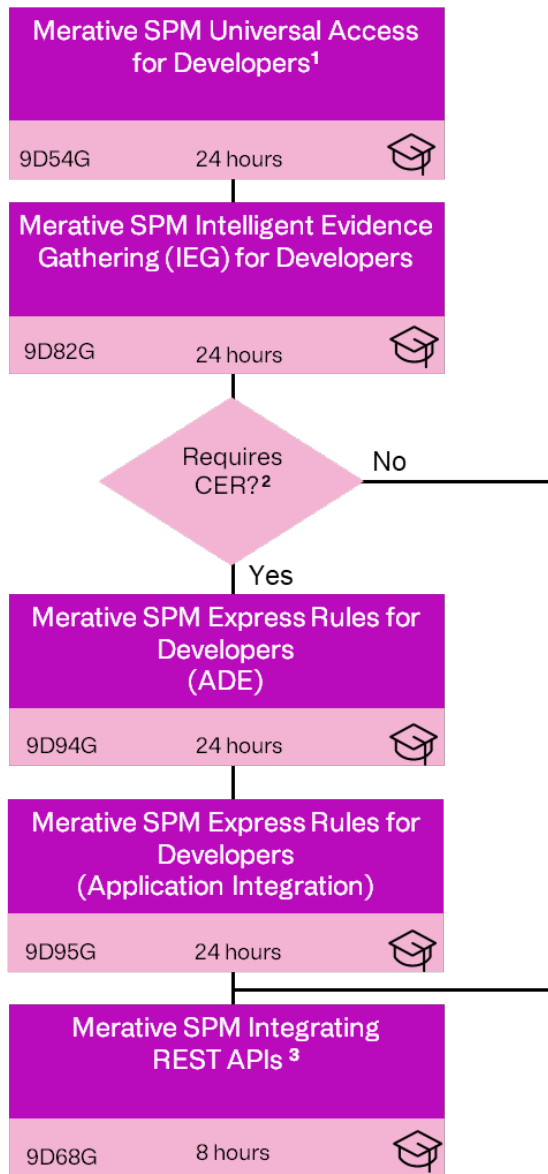 Merative SPM Universal Access
for Developers¹
9D54G 24 hours
Merative SPM Intelligent Evidence
Gathering (IEG) for Developers
9D82G 24 hours
Requires
CER?²
No
Yes
Merative SPM Express Rules for
Developers
(ADE)
9D94G 24 hours
Merative SPM Express Rules for
Developers
(Application Integration)
9D95G 24 hours
Merative SPM Integrating
REST APIs ³
9D68G 8 hours